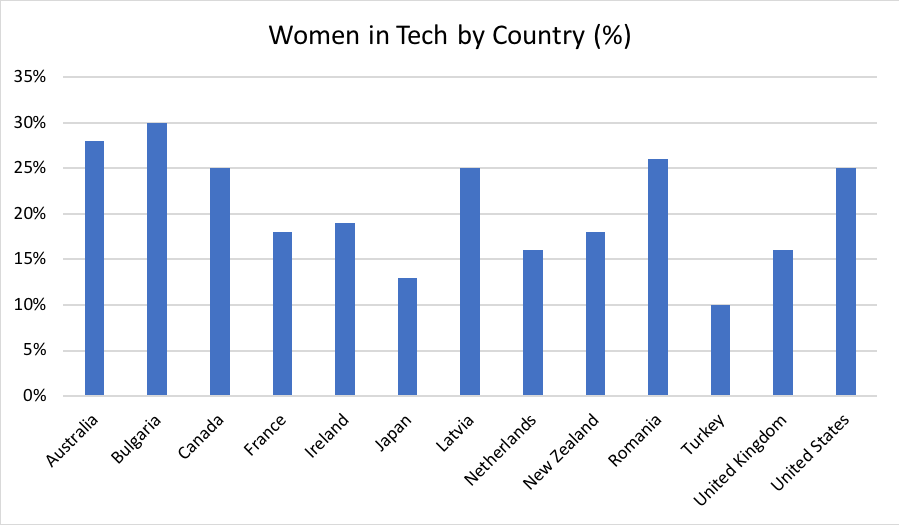 Women in Tech by Country (%)
35%
30%
25%
20%
15%
10%
5%
0%
Australia
Bulgaria
Canada
France
Ireland
Japan
Latvia
Netherlands
New Zealand
Romania
Turkey
United Kingdom
United States